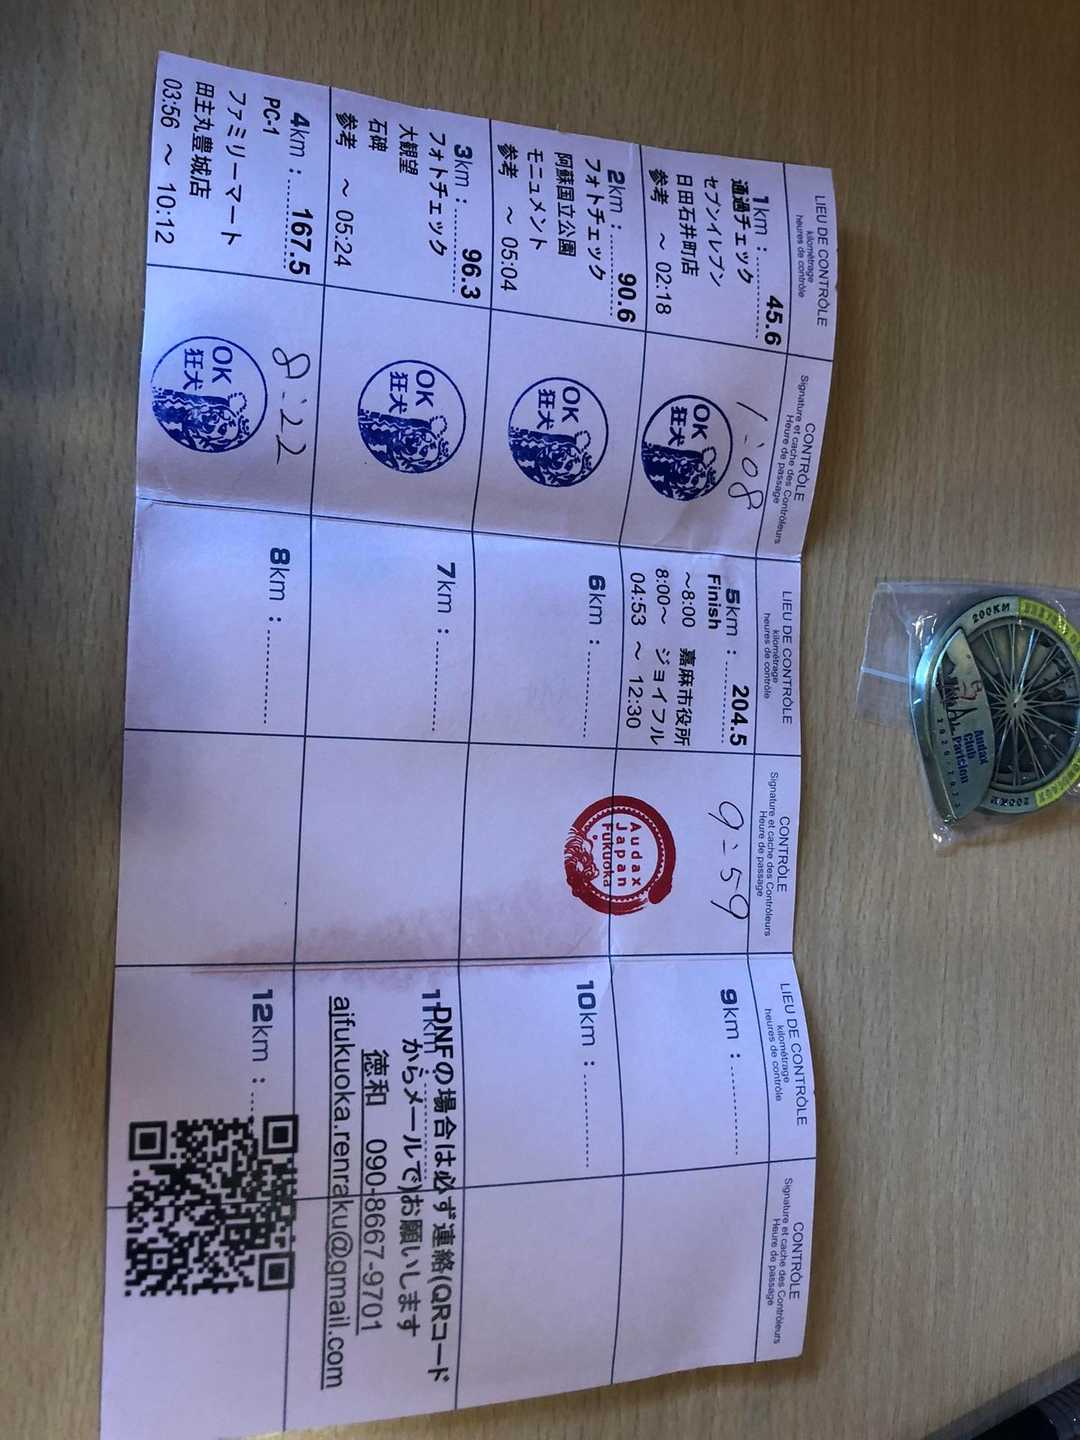 LIEU DE CONTRÔLE
kilométrage
heures de contrôle
1km : 45.6
通過チェック
セブンイレブン
日田石井町店
参考 ～ 02:18
2km : 90.6
フォトチェック
阿蘇国立公園
モニュメント
参考 ～ 05:04
3km : 96.3
フォトチェック
大観望
石碑
参考 ～ 05:24
4km : 167.5
PC-1
ファミリーマート
田主丸豊城店
03:56 ～ 10:12
CONTRÔLE
Signature et cache des Contrôleurs
Heure de passage
1:08
OK
狂犬
OK
狂犬
OK
狂犬
8:22
OK
狂犬
LIEU DE CONTRÔLE
kilométrage
heures de contrôle
5km : 204.5
Finish
～8:00 嘉麻市役所
8:00～ ジョイフル
04:53 ～ 12:30
6km :
7km :
8km :
CONTRÔLE
Signature et cache des Contrôleurs
Heure de passage
9:59
Audax
Japan
Fukuoka
LIEU DE CONTRÔLE
kilométrage
heures de contrôle
9km :
10km :
11km
DNFの場合は必ず連絡(QRコード
からメールで)お願いします
徳和 090-8667-9701
ajfukuoka.renraku@gmail.com
12km :
CONTRÔLE
Signature et cache des Contrôleurs
Heure de passage
200KM
Audax
Club
Parisien
200KM